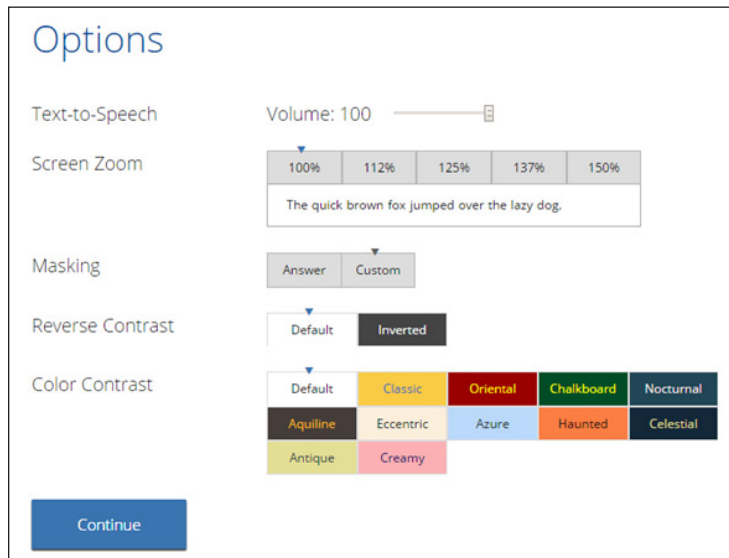 Options
Text-to-Speech Volume: 100
Screen Zoom 100% 112% 125% 137% 150%
The quick brown fox jumped over the lazy dog.
Masking Answer Custom
Reverse Contrast Default Inverted
Color Contrast Default Classic Oriental Chalkboard Nocturnal
Aquiline Eccentric Azure Haunted Celestial
Antique Creamy
Continue